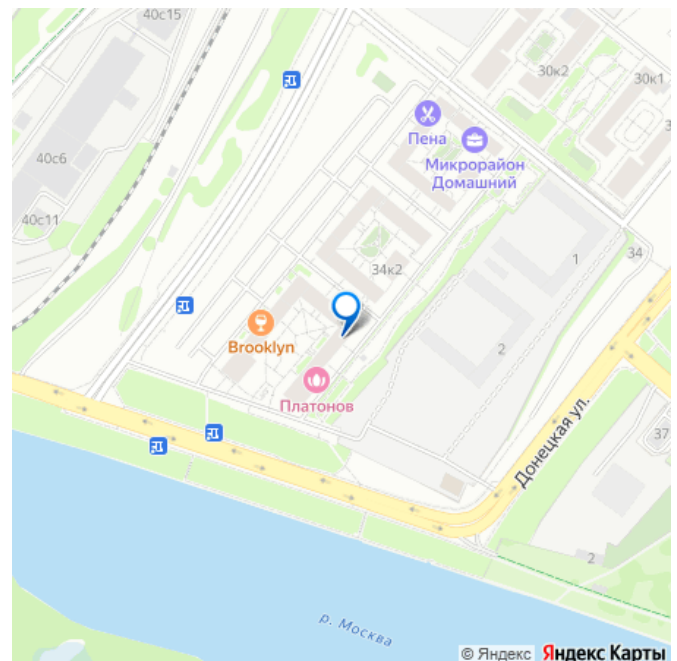 40с15
30к2
30к1
3
Пена
Микрорайон
Домашний
40с6
40с11
34
1
34к2
Brooklyn
2
Платонов
Донецкая ул.
37
2
р. Москва
© Яндекс Яндекс Карты